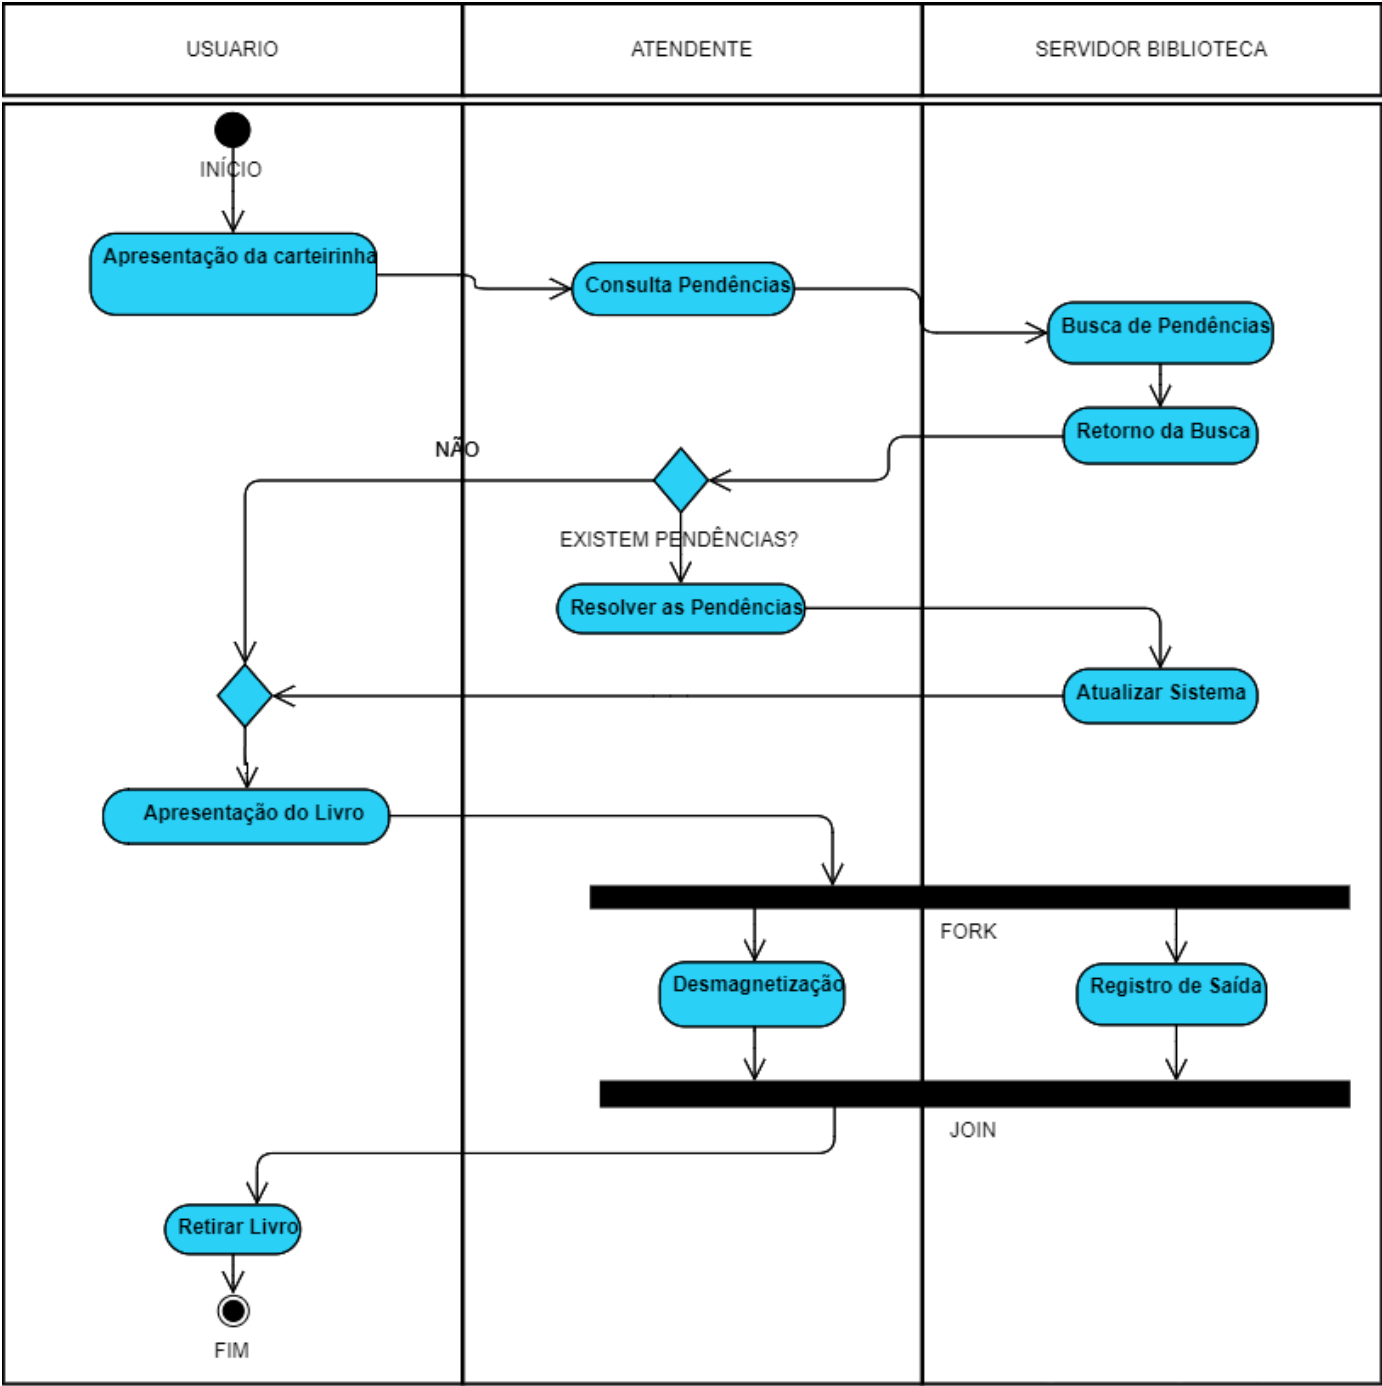 USUARIO
ATENDENTE
SERVIDOR BIBLIOTECA
INÍCIO
Apresentação da carteirinha
Consulta Pendências
Busca de Pendências
Retorno da Busca
NÃO
EXISTEM PENDÊNCIAS?
Resolver as Pendências
Atualizar Sistema
Apresentação do Livro
FORK
Desmagnetização
Registro de Saída
JOIN
Retirar Livro
FIM